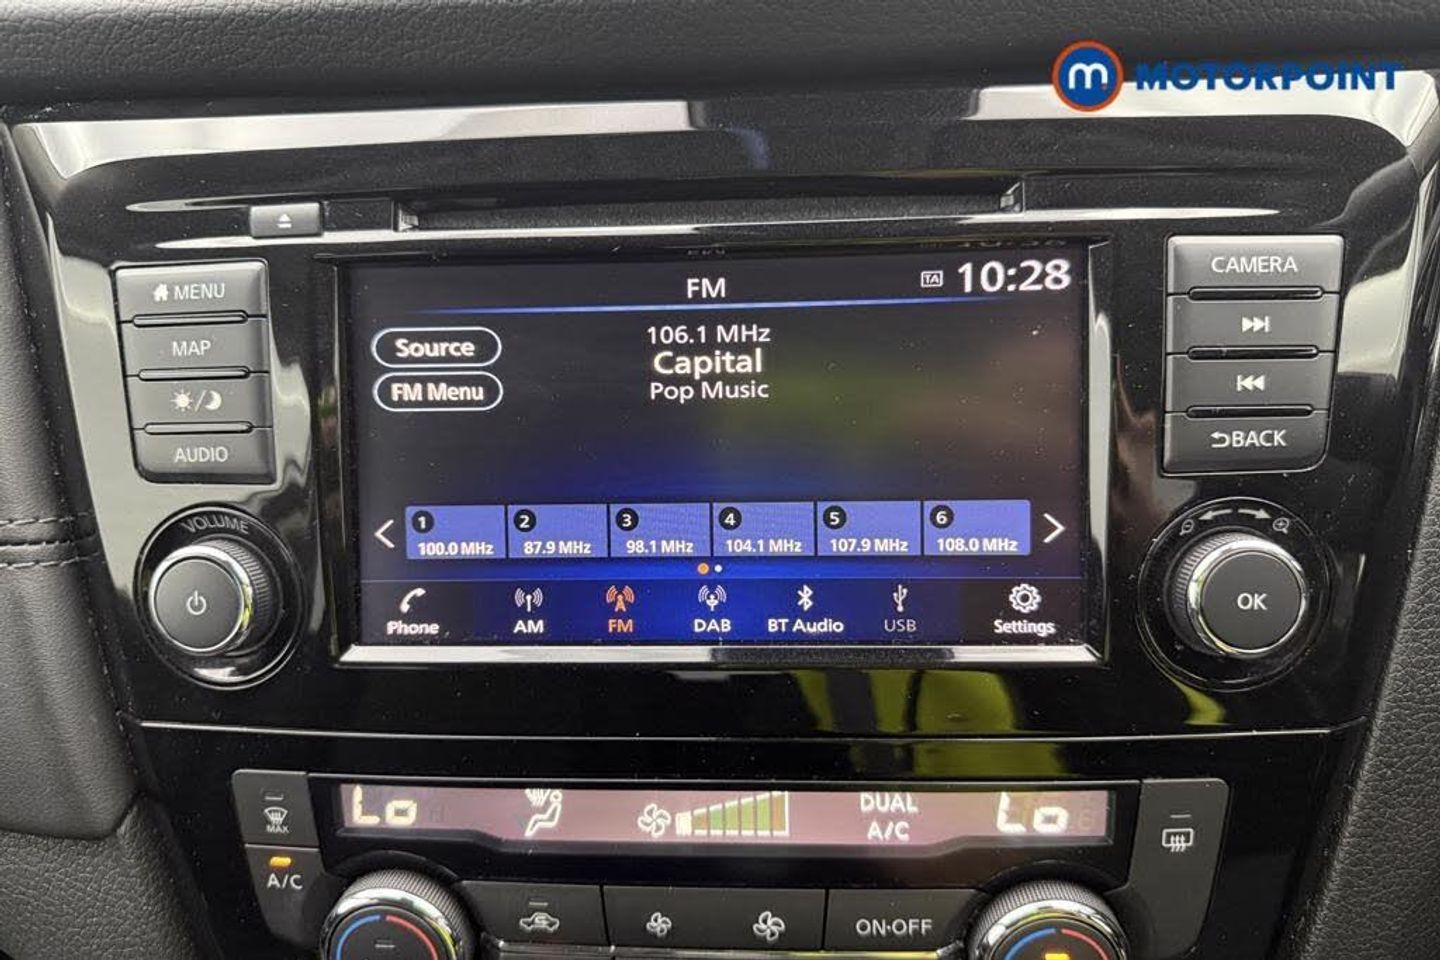 m MOTORPOINT
MENU
MAP
AUDIO
VOLUME
FM
TA 10:28
Source
FM Menu
106.1 MHz
Capital
Pop Music
1 100.0 MHz
2 87.9 MHz
3 98.1 MHz
4 104.1 MHz
5 107.9 MHz
6 108.0 MHz
Phone
AM
FM
DAB
BT Audio
USB
Settings
CAMERA
BACK
OK
MAX
A/C
Lo
DUAL
A/C
Lo
ON·OFF